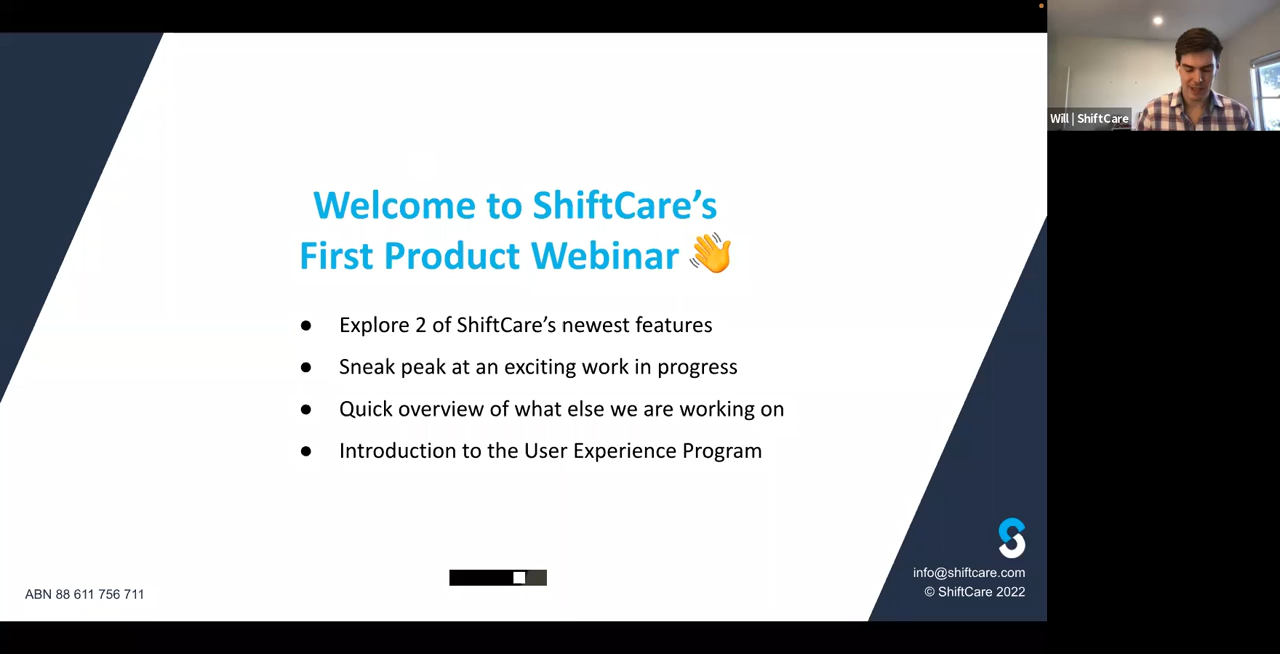 Welcome to ShiftCare’s
First Product Webinar 👋
● Explore 2 of ShiftCare’s newest features
● Sneak peak at an exciting work in progress
● Quick overview of what else we are working on
● Introduction to the User Experience Program
ABN 88 611 756 711
info@shiftcare.com
© ShiftCare 2022
Will | ShiftCare